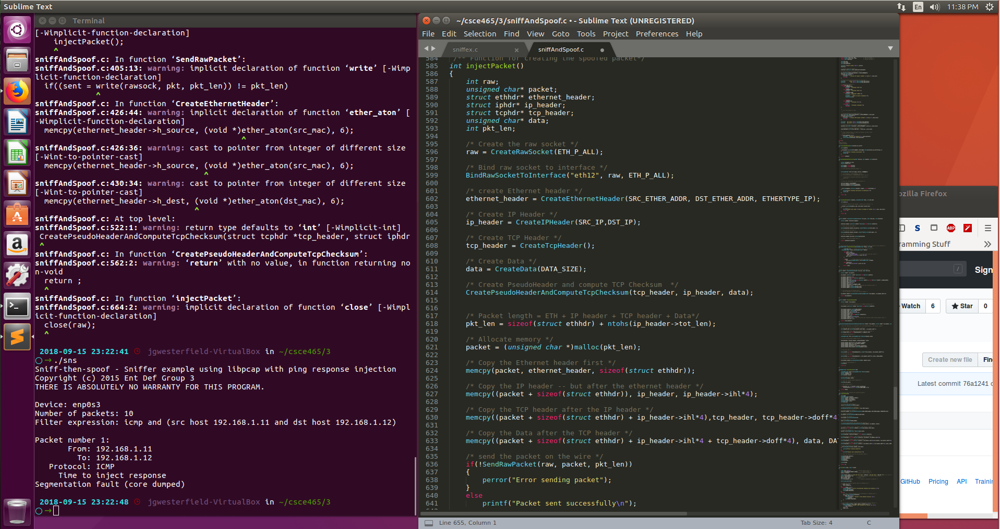 Sublime Text
En
11:38 PM
Terminal
[-Wimplicit-function-declaration]
injectPacket();
^
sniffAndSpoof.c: In function ‘SendRawPacket’:
sniffAndSpoof.c:405:13: warning: implicit declaration of function ‘write’ [-Wimp
licit-function-declaration]
if((sent = write(rawsock, pkt, pkt_len)) != pkt_len)
^
sniffAndSpoof.c: In function ‘CreateEthernetHeader’:
sniffAndSpoof.c:426:44: warning: implicit declaration of function ‘ether_aton’ [
-Wimplicit-function-declaration]
memcpy(ethernet_header->h_source, (void *)ether_aton(src_mac), 6);
^
sniffAndSpoof.c:426:36: warning: cast to pointer from integer of different size
[-Wint-to-pointer-cast]
memcpy(ethernet_header->h_source, (void *)ether_aton(src_mac), 6);
^
sniffAndSpoof.c:430:34: warning: cast to pointer from integer of different size
[-Wint-to-pointer-cast]
memcpy(ethernet_header->h_dest, (void *)ether_aton(dst_mac), 6);
^
sniffAndSpoof.c: At top level:
sniffAndSpoof.c:522:1: warning: return type defaults to ‘int’ [-Wimplicit-int]
CreatePseudoHeaderAndComputeTcpChecksum(struct tcphdr *tcp_header, struct iphdr
^
sniffAndSpoof.c: In function ‘CreatePseudoHeaderAndComputeTcpChecksum’:
sniffAndSpoof.c:562:2: warning: ‘return’ with no value, in function returning no
n-void
return ;
^
sniffAndSpoof.c: In function ‘injectPacket’:
sniffAndSpoof.c:664:2: warning: implicit declaration of function ‘close’ [-Wimpl
icit-function-declaration]
close(raw);
^
2018-09-15 23:22:41 jgwesterfield-VirtualBox in ~/csce465/3
→ ./sns
Sniff-then-spoof - Sniffer example using libpcap with ping response injection
Copyright (c) 2015 Ent Def Group 3
THERE IS ABSOLUTELY NO WARRANTY FOR THIS PROGRAM.
Device: enp0s3
Number of packets: 10
Filter expression: icmp and (src host 192.168.1.11 and dst host 192.168.1.12)
Packet number 1:
From: 192.168.1.11
To: 192.168.1.12
Protocol: ICMP
Time to inject response
Segmentation fault (core dumped)
2018-09-15 23:22:48 jgwesterfield-VirtualBox in ~/csce465/3
→
~/csce465/3/sniffAndSpoof.c • - Sublime Text (UNREGISTERED)
File Edit Selection Find View Goto Tools Project Preferences Help
sniffex.c
sniffAndSpoof.c
584 /** Function for creating the spoofed packet*/
585 int injectPacket()
586 {
587 int raw;
588 unsigned char* packet;
589 struct ethhdr* ethernet_header;
590 struct iphdr* ip_header;
591 struct tcphdr* tcp_header;
592 unsigned char* data;
593 int pkt_len;
594
595 /* Create the raw socket */
596 raw = CreateRawSocket(ETH_P_ALL);
597
598 /* Bind raw socket to interface */
599 BindRawSocketToInterface("eth12", raw, ETH_P_ALL);
600
601 /* create Ethernet header */
602 ethernet_header = CreateEthernetHeader(SRC_ETHER_ADDR, DST_ETHER_ADDR, ETHERTYPE_IP);
603
604 /* Create IP Header */
605 ip_header = CreateIPHeader(SRC_IP,DST_IP);
606
607 /* Create TCP Header */
608 tcp_header = CreateTcpHeader();
609
610 /* Create Data */
611 data = CreateData(DATA_SIZE);
612
613 /* Create PseudoHeader and compute TCP Checksum */
614 CreatePseudoHeaderAndComputeTcpChecksum(tcp_header, ip_header, data);
615
616
617 /* Packet length = ETH + IP header + TCP header + Data*/
618 pkt_len = sizeof(struct ethhdr) + ntohs(ip_header->tot_len);
619
620 /* Allocate memory */
621 packet = (unsigned char *)malloc(pkt_len);
622
623 /* Copy the Ethernet header first */
624 memcpy(packet, ethernet_header, sizeof(struct ethhdr));
625
626 /* Copy the IP header -- but after the ethernet header */
627 memcpy((packet + sizeof(struct ethhdr)), ip_header, ip_header->ihl*4);
628
629 /* Copy the TCP header after the IP header */
630 memcpy((packet + sizeof(struct ethhdr) + ip_header->ihl*4),tcp_header, tcp_header->doff*4
631
632 /* Copy the Data after the TCP header */
633 memcpy((packet + sizeof(struct ethhdr) + ip_header->ihl*4 + tcp_header->doff*4), data, DA
634
635 /* send the packet on the wire */
636 if(!SendRawPacket(raw, packet, pkt_len))
637 {
638 perror("Error sending packet");
639 }
640 else
641 printf("Packet sent successfully\n");
Line 655, Column 1
Tab Size: 4
C
ozilla Firefox
S
ABP
ramming Stuff
/
Sign
Watch 6
Star 0
Create new file
Fin
Latest commit 76a1241
GitHub Pricing API Trainin